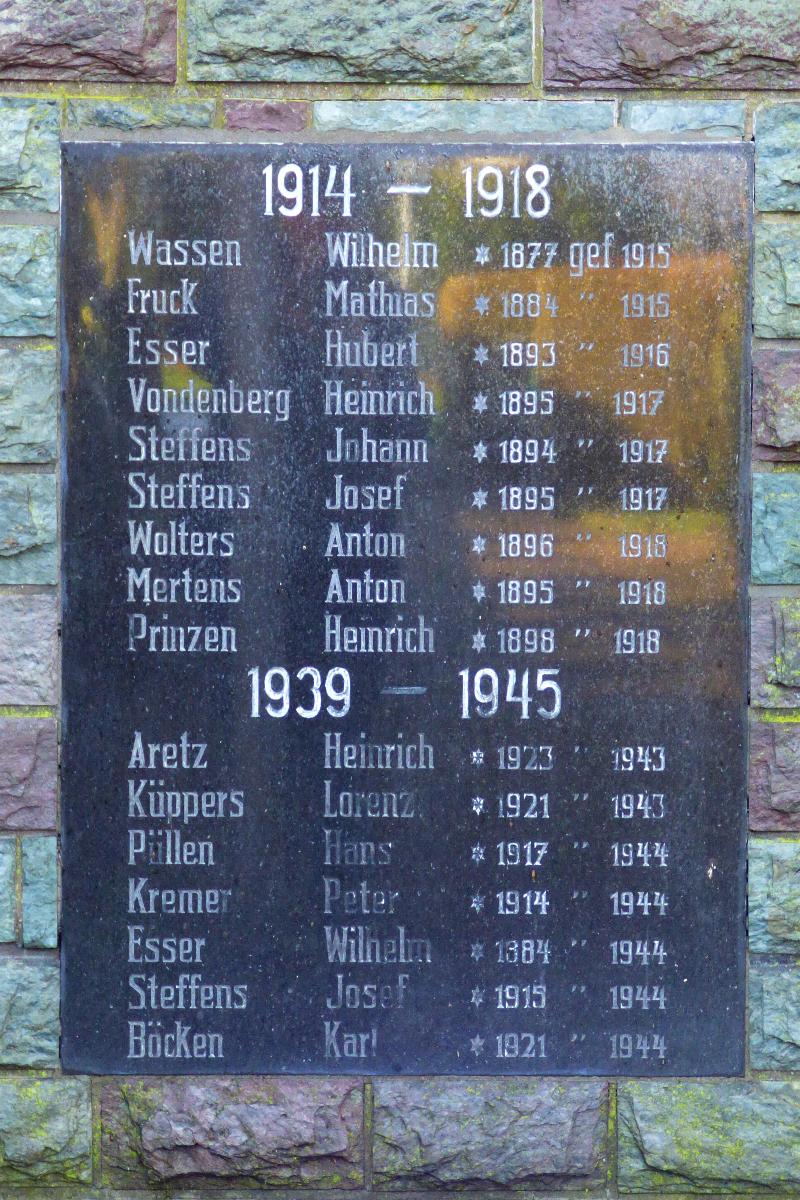 1914 – 1918
Wassen Wilhelm * 1877 gef 1915
Fruck Mathias * 1884 " 1915
Esser Hubert * 1893 " 1916
Vondenberg Heinrich * 1895 " 1917
Steffens Johann * 1894 " 1917
Steffens Josef * 1895 " 1917
Wolters Anton * 1896 " 1918
Mertens Anton * 1895 " 1918
Prinzen Heinrich * 1898 " 1918
1939 – 1945
Aretz Heinrich * 1923 " 1943
Küppers Lorenz * 1921 " 1943
Püllen Hans * 1917 " 1944
Kremer Peter * 1914 " 1944
Esser Wilhelm * 1884 " 1944
Steffens Josef * 1915 " 1944
Böcken Karl * 1921 " 1944